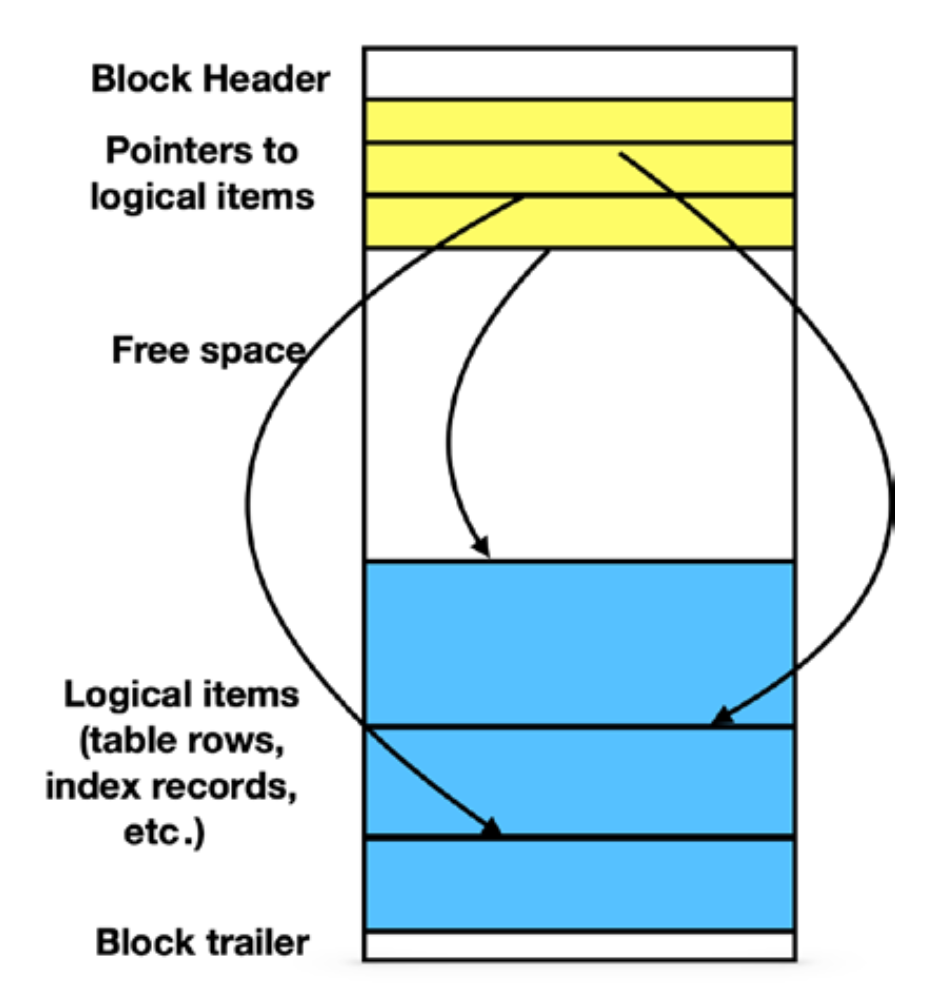 Block Header
Pointers to
logical items
Free space
Logical items
(table rows,
index records,
etc.)
Block trailer